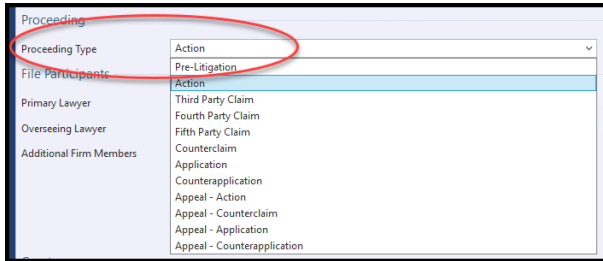 Proceeding
Proceeding Type Action
Pre-Litigation
File Participants Action
Primary Lawyer Third Party Claim
Fourth Party Claim
Overseeing Lawyer Fifth Party Claim
Additional Firm Members Counterclaim
Application
Counterapplication
Appeal - Action
Appeal - Counterclaim
Appeal - Application
Appeal - Counterapplication